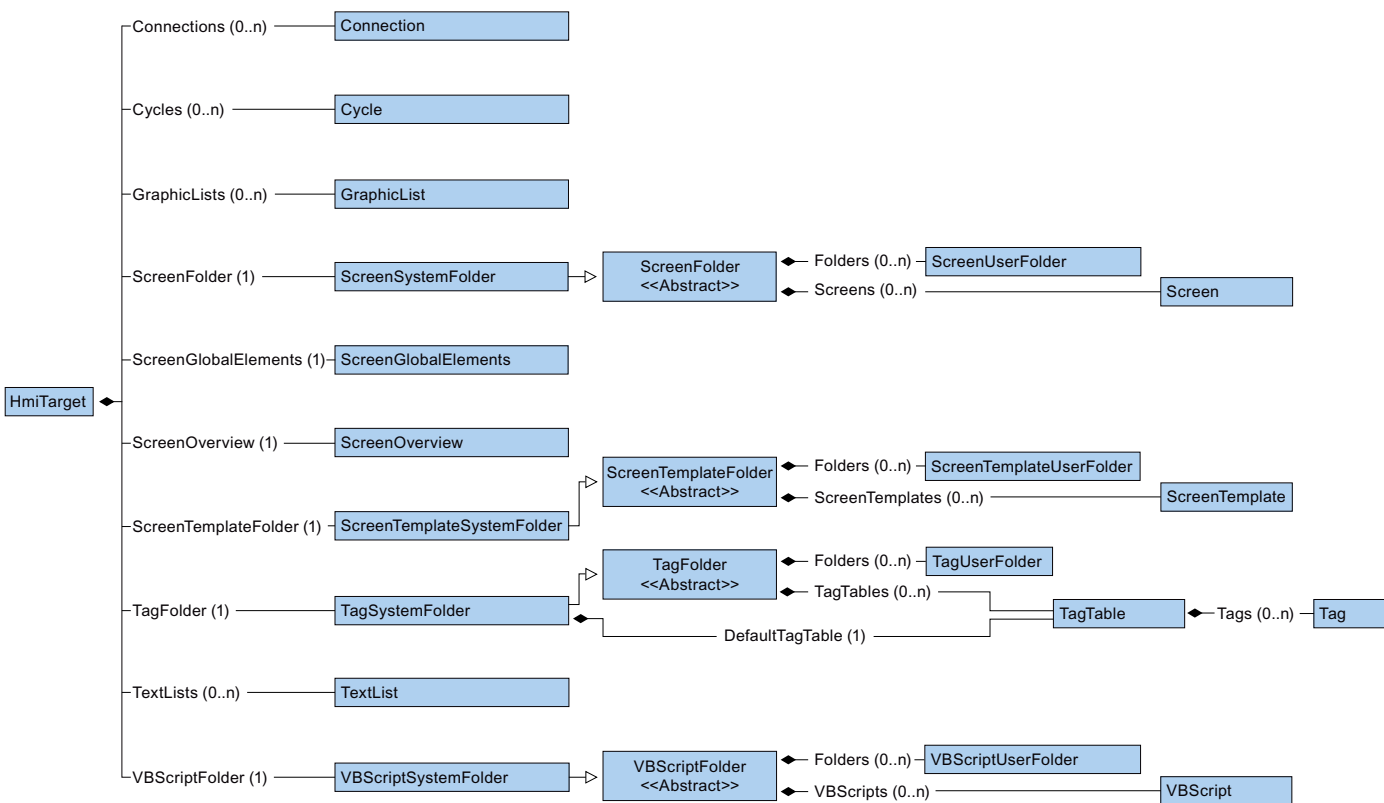 Connections (0..n)
Connection
Cycles (0..n)
Cycle
GraphicLists (0..n)
GraphicList
ScreenFolder (1)
ScreenSystemFolder
ScreenFolder
<<Abstract>>
Folders (0..n)
ScreenUserFolder
Screens (0..n)
Screen
ScreenGlobalElements (1)
ScreenGlobalElements
HmiTarget
ScreenOverview (1)
ScreenOverview
ScreenTemplateFolder (1)
ScreenTemplateSystemFolder
ScreenTemplateFolder
<<Abstract>>
Folders (0..n)
ScreenTemplateUserFolder
ScreenTemplates (0..n)
ScreenTemplate
TagFolder (1)
TagSystemFolder
TagFolder
<<Abstract>>
Folders (0..n)
TagUserFolder
TagTables (0..n)
DefaultTagTable (1)
TagTable
Tags (0..n)
Tag
TextLists (0..n)
TextList
VBScriptFolder (1)
VBScriptSystemFolder
VBScriptFolder
<<Abstract>>
Folders (0..n)
VBScriptUserFolder
VBScripts (0..n)
VBScript